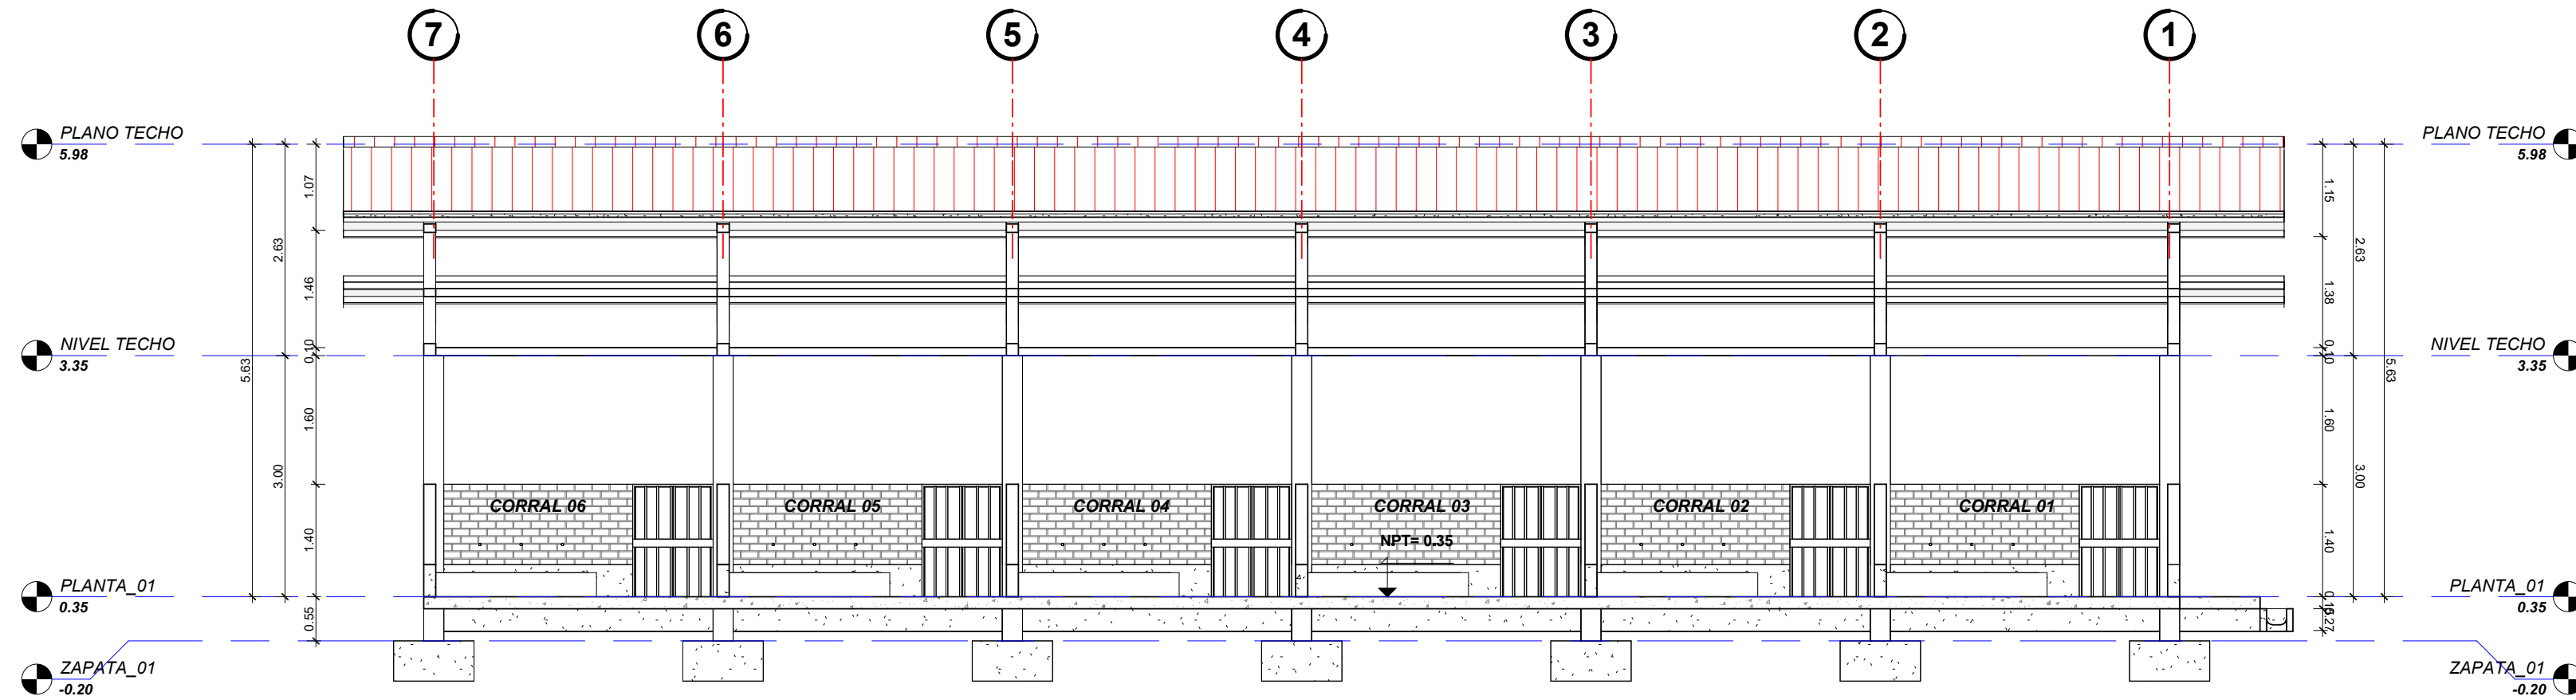 7 6 5 4 3 2 1
PLANO TECHO
5.98
PLANO TECHO
5.98
1.07
1.15
2.63
2.63
1.46
1.38
NIVEL TECHO
3.35
NIVEL TECHO
3.35
0.10
0.10
5.63
5.63
1.60
1.60
3.00
3.00
CORRAL 06 CORRAL 05 CORRAL 04 CORRAL 03 CORRAL 02 CORRAL 01
NPT= 0.35
1.40
1.40
PLANTA_01
0.35
PLANTA_01
0.35
0.55
ZAPATA_01
-0.20
ZAPATA_01
-0.20